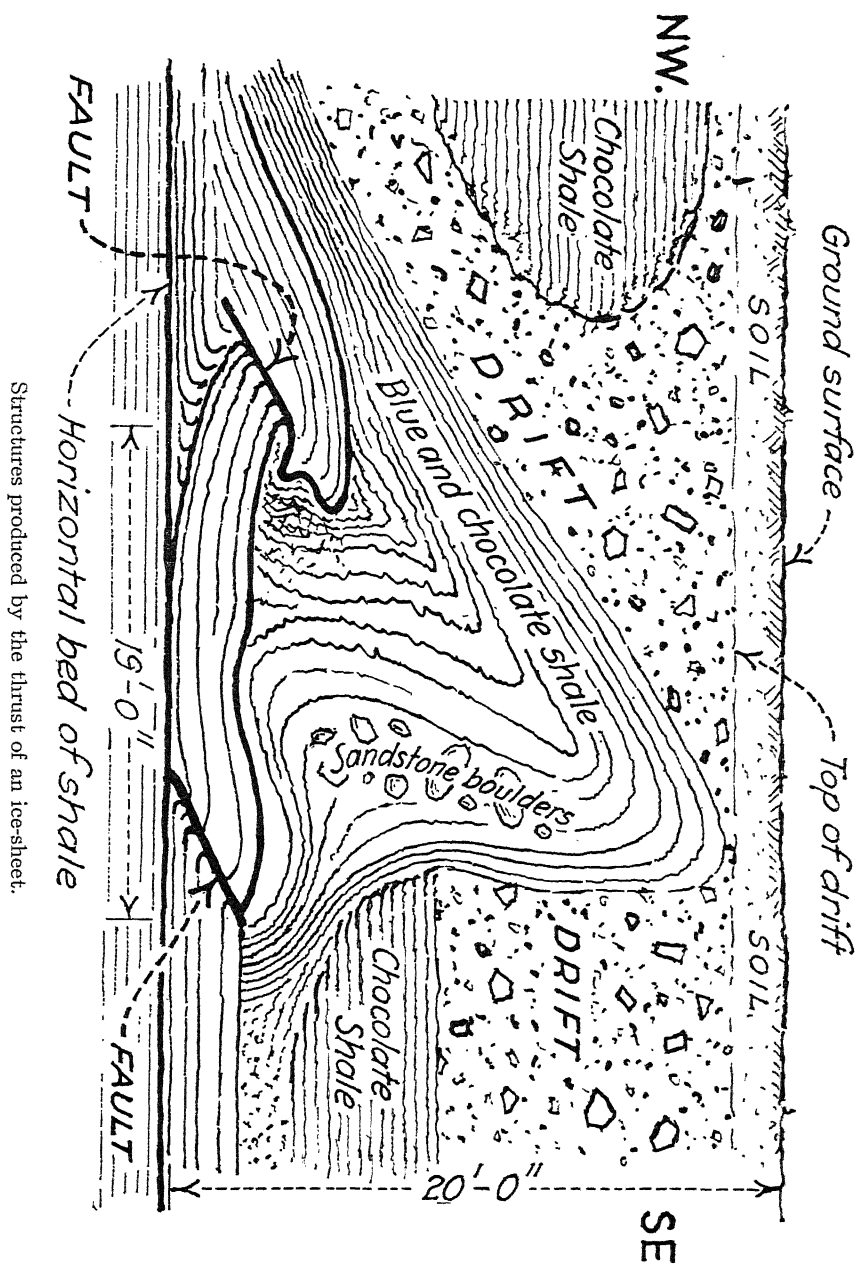 Ground surface
Top of drift
NW.
SE
SOIL
SOIL
Chocolate
Shale
DRIFT
DRIFT
Blue and chocolate shale
Sandstone boulders
Chocolate
Shale
20'-0"
19'-0"
FAULT
Horizontal bed of shale
FAULT
Structures produced by the thrust of an ice-sheet.